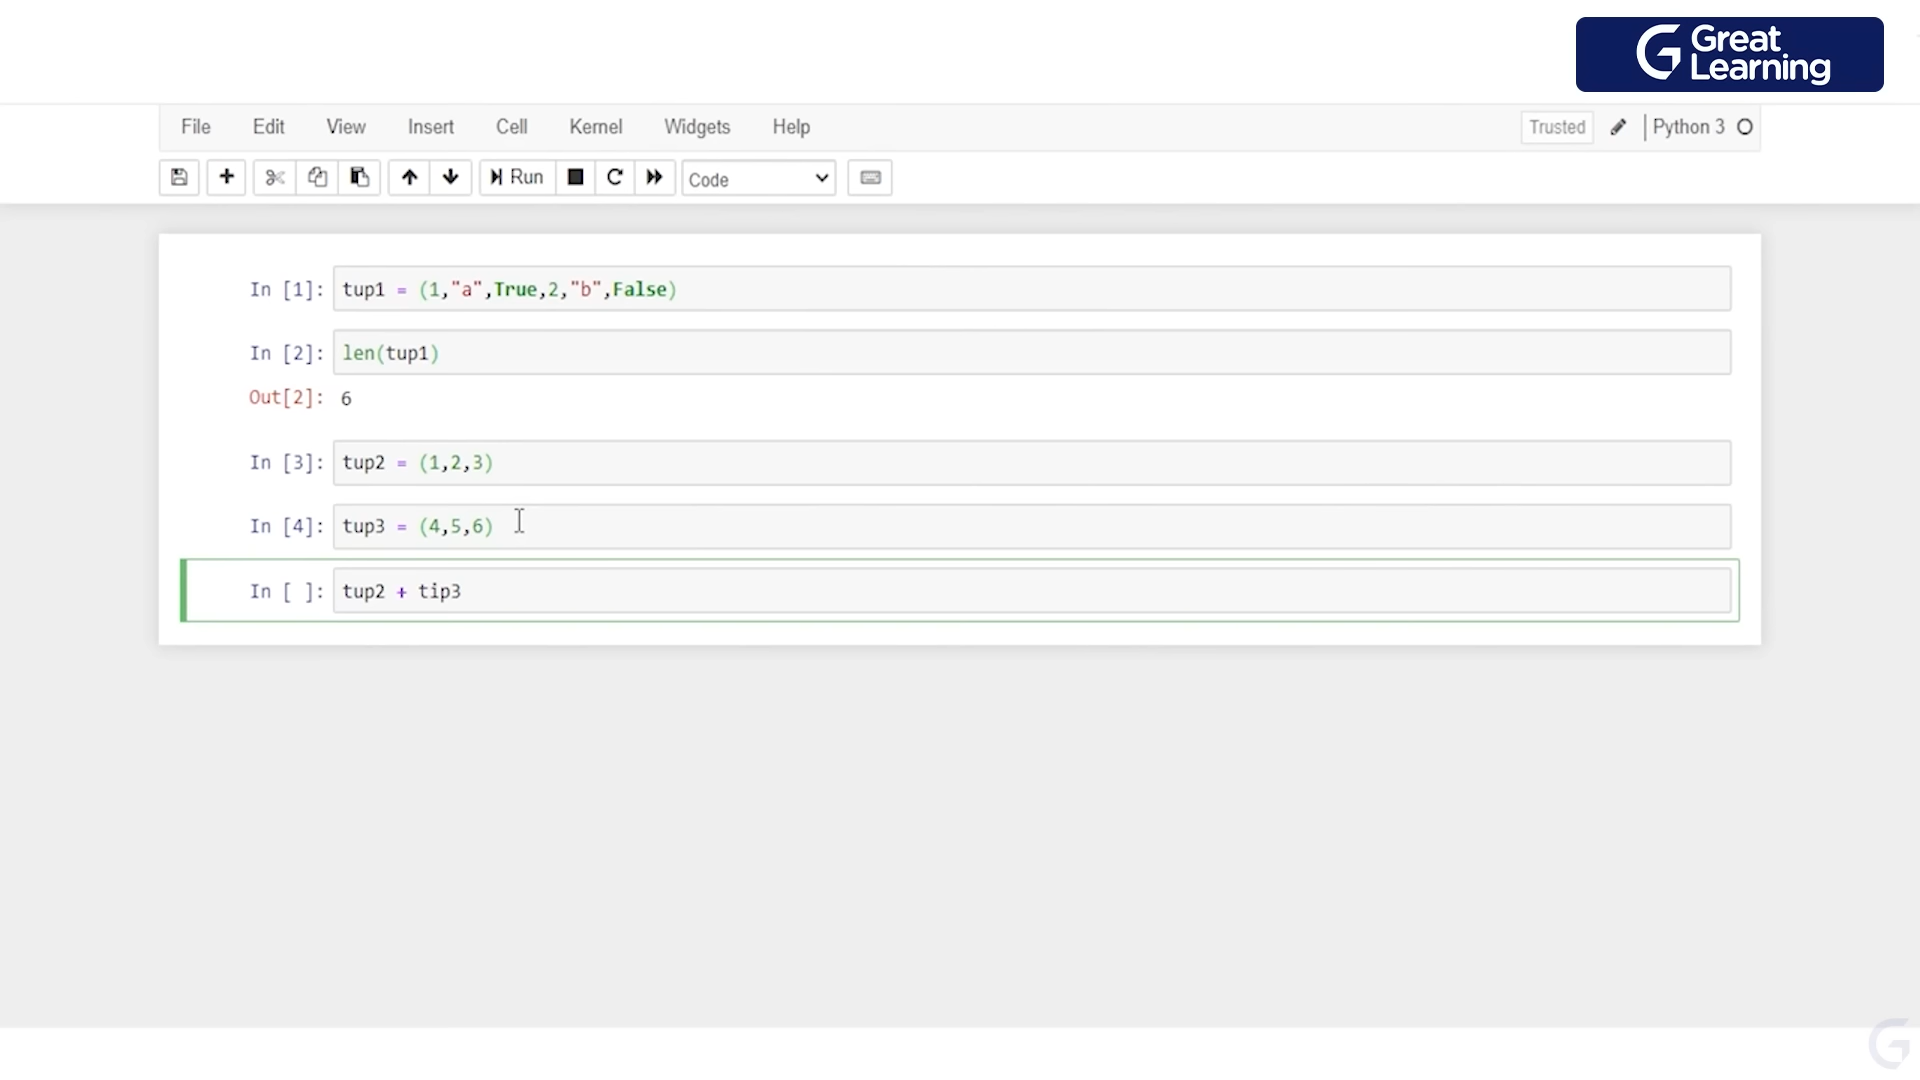 Great
Learning
File Edit View Insert Cell Kernel Widgets Help Trusted Python 3
Run Code
In [1]: tup1 = (1,"a",True,2,"b",False)
In [2]: len(tup1)
Out[2]: 6
In [3]: tup2 = (1,2,3)
In [4]: tup3 = (4,5,6)
In [ ]: tup2 + tip3